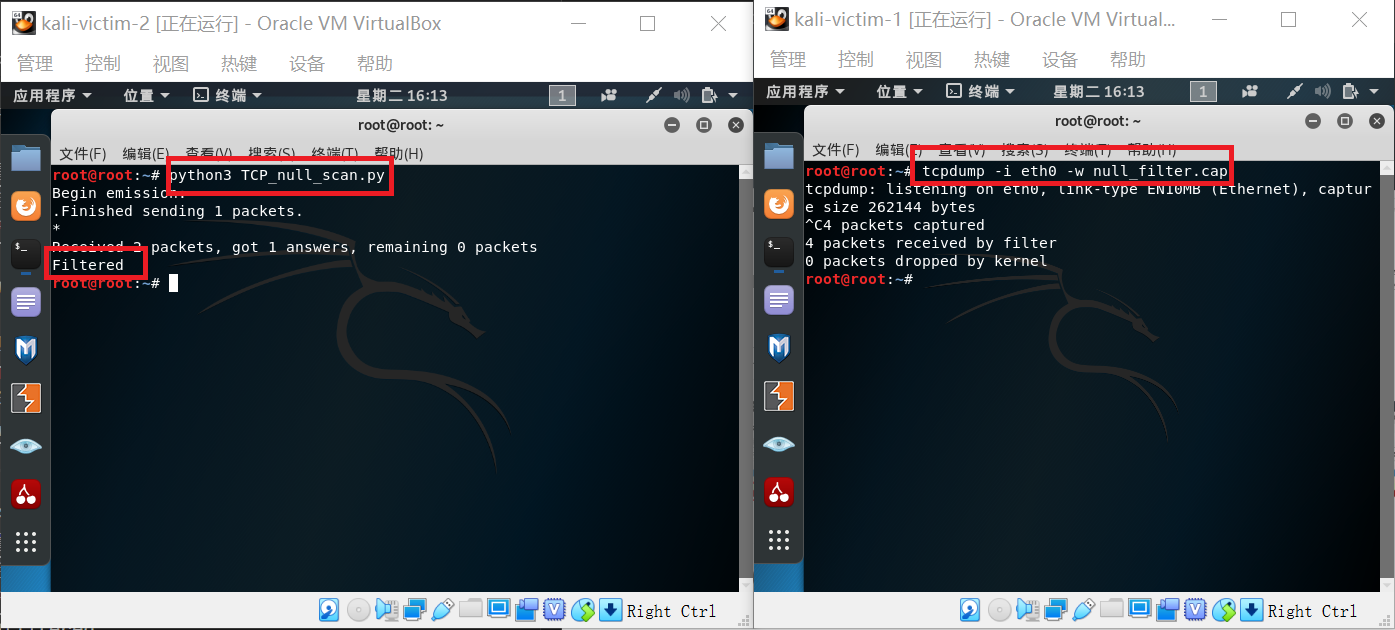 kali-victim-2 [正在运行] - Oracle VM VirtualBox
管理 控制 视图 热键 设备 帮助
应用程序 位置 终端 星期二 16:13 1
root@root: ~
文件(F) 编辑(E) 查看(V) 搜索(S) 终端(T) 帮助(H)
root@root:~# python3 TCP_null_scan.py
Begin emission:
.Finished sending 1 packets.
*
Received 2 packets, got 1 answers, remaining 0 packets
Filtered
root@root:~#
Right Ctrl
kali-victim-1 [正在运行] - Oracle VM Virtual...
管理 控制 视图 热键 设备 帮助
应用程序 位置 终端 星期二 16:13 1
root@root: ~
文件(F) 编辑(E) 查看(V) 搜索(S) 终端(T) 帮助(H)
root@root:~# tcpdump -i eth0 -w null_filter.cap
tcpdump: listening on eth0, link-type EN10MB (Ethernet), captur
e size 262144 bytes
^C4 packets captured
4 packets received by filter
0 packets dropped by kernel
root@root:~#
Right Ctrl